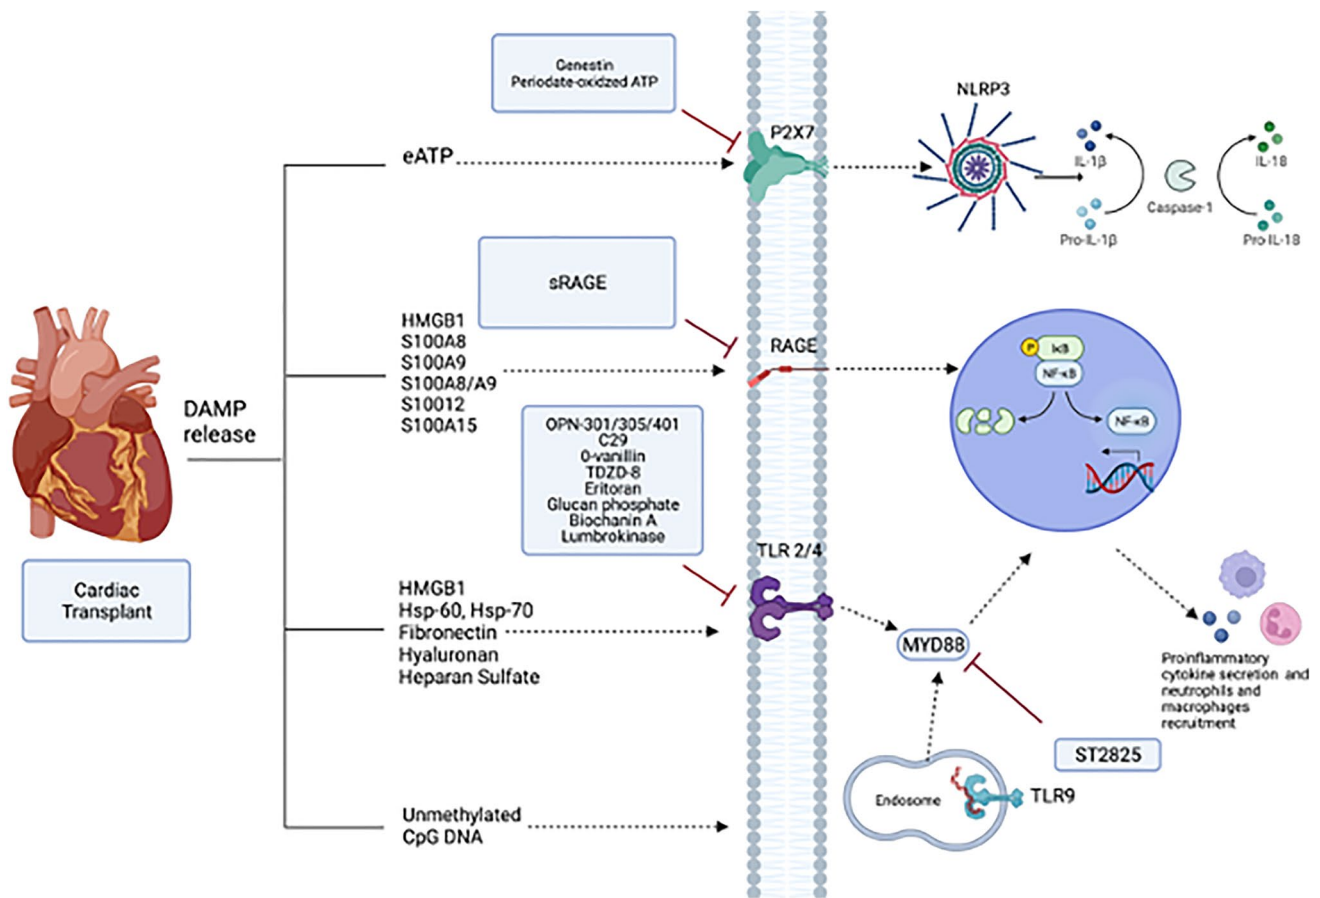 Genestin
Periodate-oxidzed ATP
eATP
P2X7
NLRP3
IL-1β
Pro-IL-1β
Caspase-1
IL-18
Pro-IL-18
sRAGE
HMGB1
S100A8
S100A9
S100A8/A9
S10012
S100A15
RAGE
P
IκB
NF-κB
NF-κB
DAMP
release
Cardiac
Transplant
OPN-301/305/401
C29
O-vanillin
TDZD-8
Eritoran
Glucan phosphate
Biochanin A
Lumbrokinase
TLR 2/4
HMGB1
Hsp-60, Hsp-70
Fibronectin
Hyaluronan
Heparan Sulfate
MYD88
Proinflammatory
cytokine secretion and
neutrophils and
macrophages
recruitment
ST2825
Endosome
TLR9
Unmethylated
CpG DNA